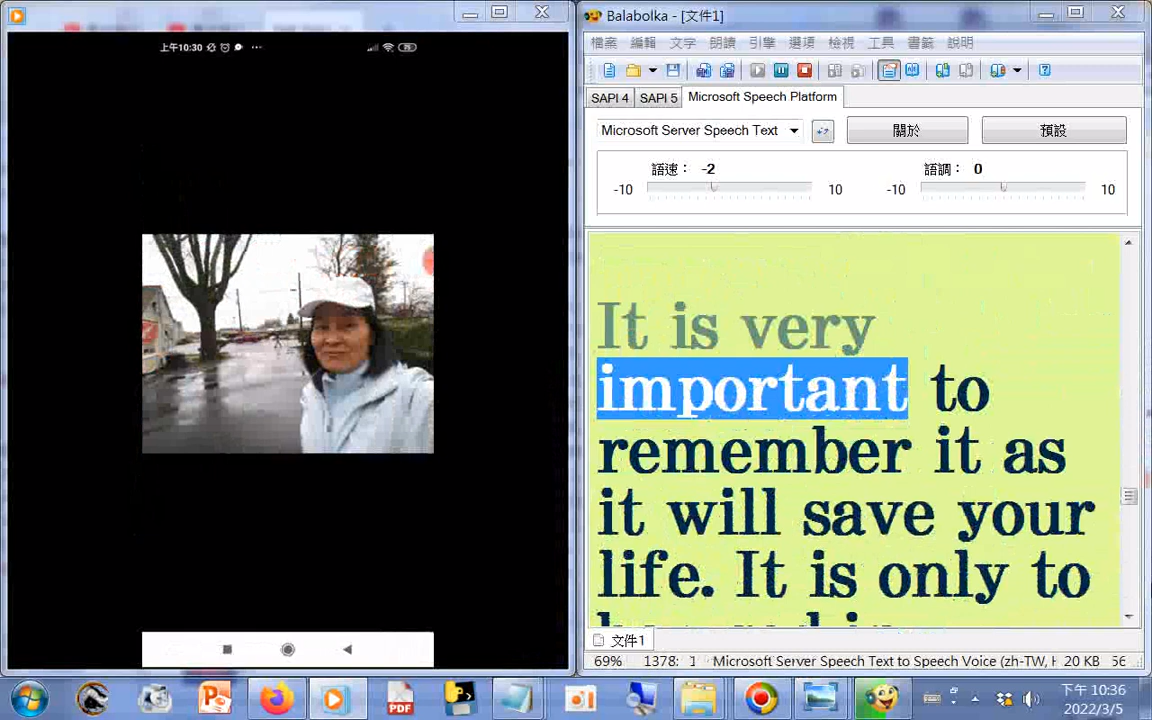 上午10:30
Balabolka - [文件1]
檔案 編輯 文字 朗讀 引擎 選項 檢視 工具 書籤 說明
SAPI 4 SAPI 5 Microsoft Speech Platform
Microsoft Server Speech Text 關於 預設
語速： -2 語調： 0
-10 10 -10 10
It is very
important to
remember it as
it will save your
life. It is only to
文件1
69% 1378: 1 Microsoft Server Speech Text to Speech Voice (zh-TW, H 20 KB 56
PDF
下午 10:36
2022/3/5